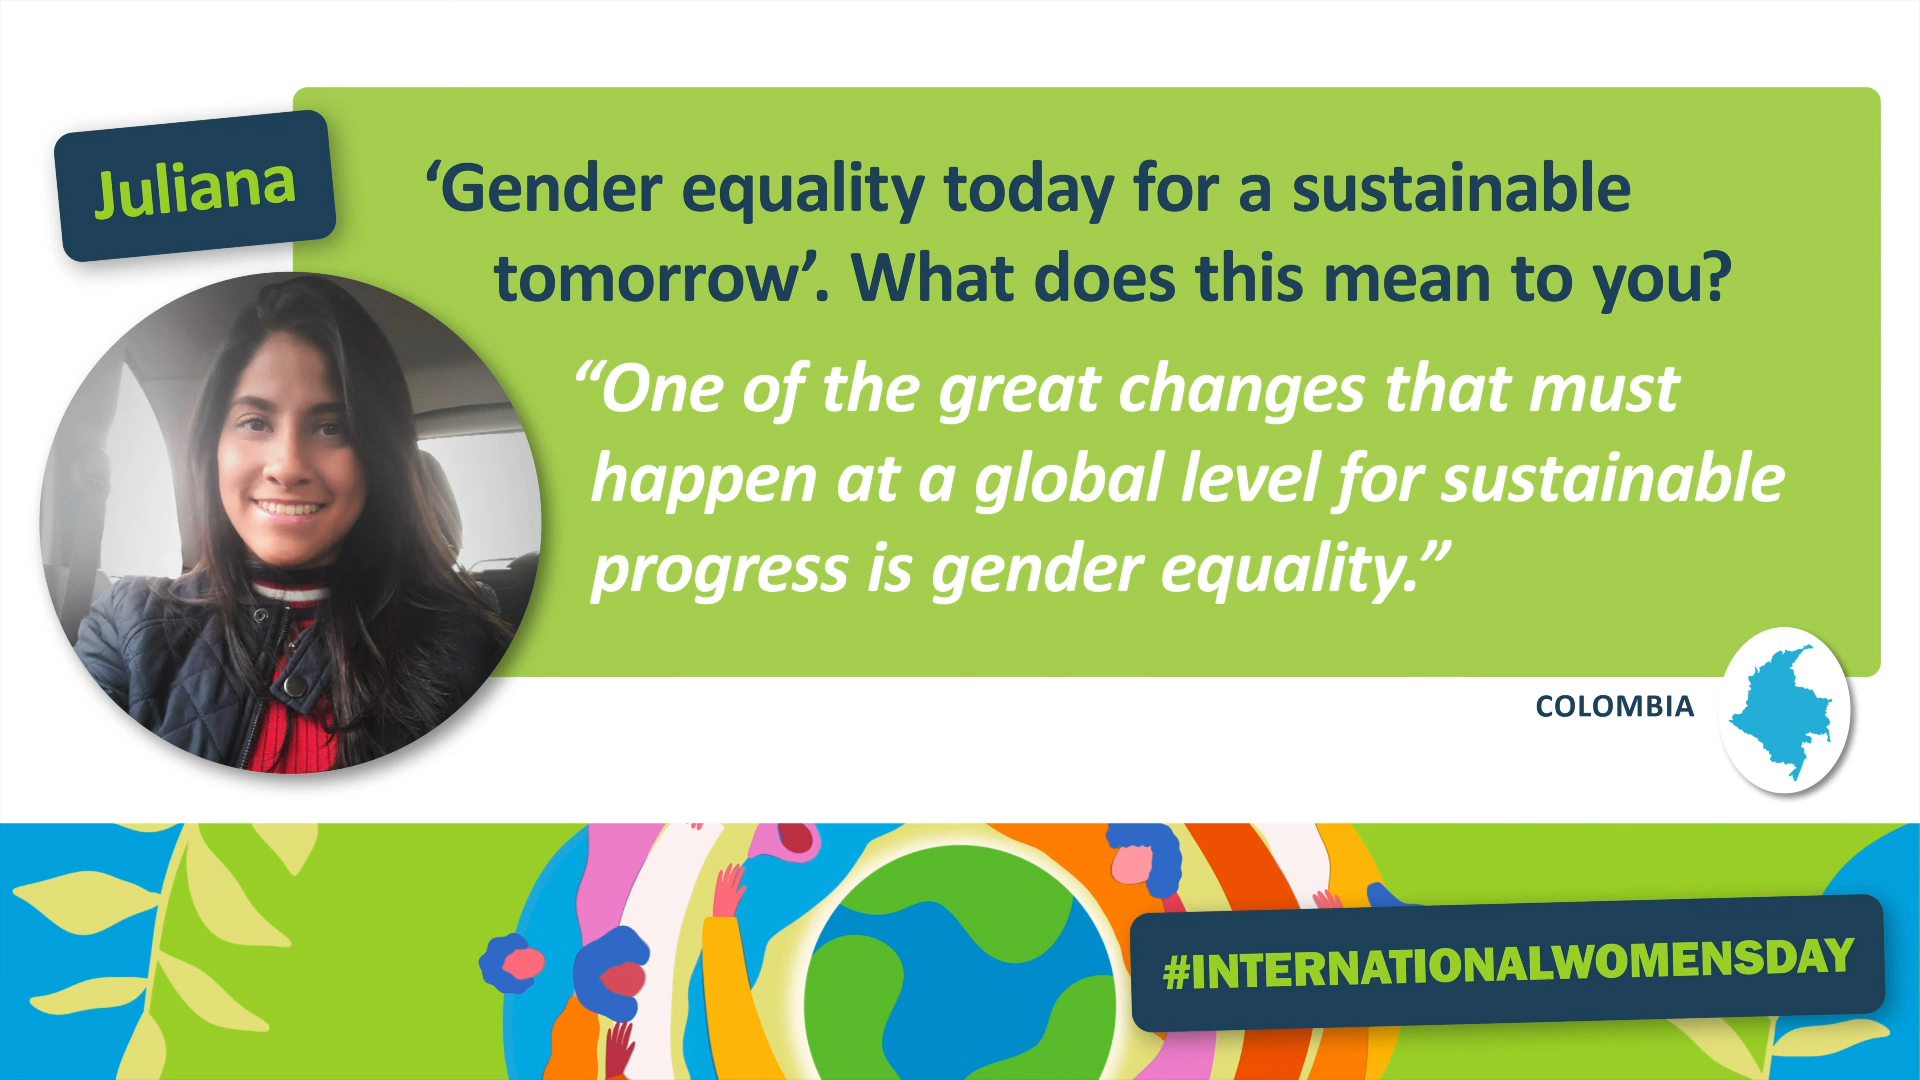 Juliana
‘Gender equality today for a sustainable
tomorrow’. What does this mean to you?
“One of the great changes that must
happen at a global level for sustainable
progress is gender equality.”
COLOMBIA
#INTERNATIONALWOMENSDAY